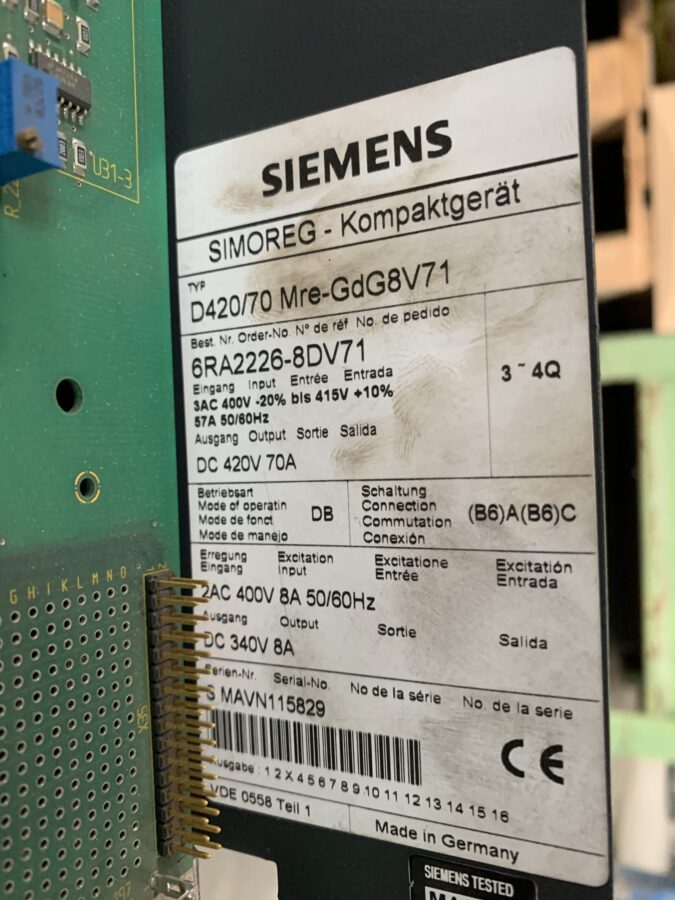 SIEMENS
SIMOREG - Kompaktgerät
TYP
D420/70 Mre-GdG8V71
Best. Nr. Order-No. N° de réf No. de pedido
6RA2226-8DV71
Eingang Input Entrée Entrada
3AC 400V -20% bis 415V +10%
57A 50/60Hz
3 ~ 4Q
Ausgang Output Sortie Salida
DC 420V 70A
Betriebsart
Mode of operatin
Mode de fonct
Mode de manejo
DB
Schaltung
Connection
Commutation
Conexión
(B6)A(B6)C
Erregung Excitation Excitatione Excitación
Eingang Input Entrée Entrada
2AC 400V 8A 50/60Hz
Ausgang Output Sortie Salida
DC 340V 8A
Serien-Nr. Serial-No. No de la série No. de la serie
S MAVN115829
CE
Ausgabe : 1 2 X 4 5 6 7 8 9 10 11 12 13 14 15 16
VDE 0558 Teil 1
Made in Germany
SIEMENS TESTED
U31-3
G H I K L M N O
X35